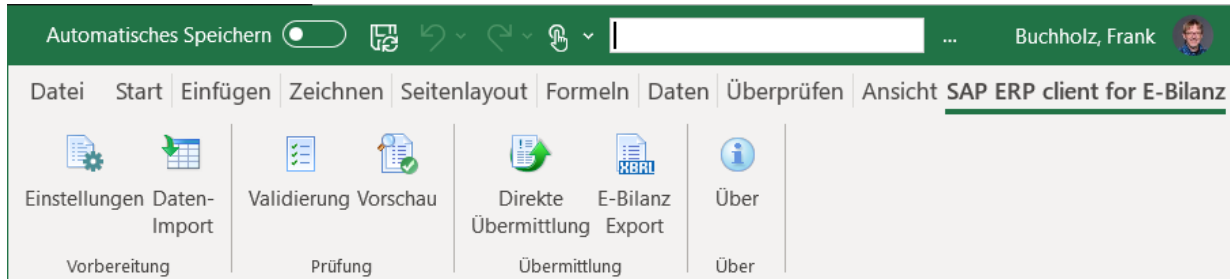 Automatisches Speichern ... Buchholz, Frank
Datei Start Einfügen Zeichnen Seitenlayout Formeln Daten Überprüfen Ansicht SAP ERP client for E-Bilanz
XBRL
Einstellungen Daten- Validierung Vorschau Direkte E-Bilanz Über
Import Übermittlung Export
Vorbereitung Prüfung Übermittlung Über